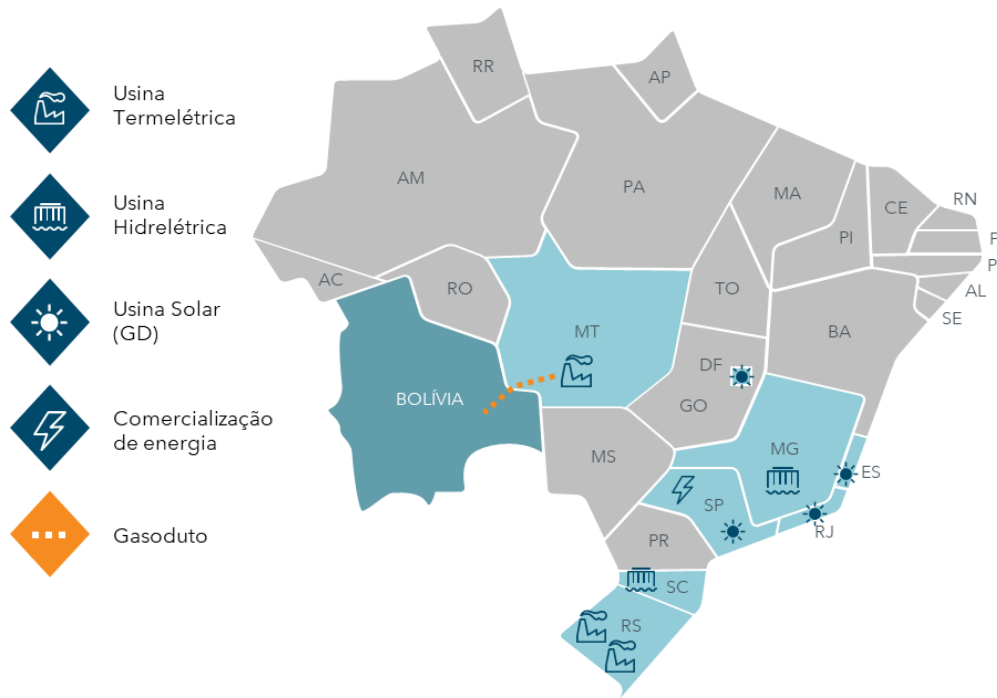 Usina
Termelétrica
Usina
Hidrelétrica
Usina Solar
(GD)
Comercialização
de energia
Gasoduto
RR
AP
AM
PA
MA
CE
RN
PI
P
P
AC
RO
TO
AL
SE
BA
MT
DF
BOLÍVIA
GO
MS
MG
ES
SP
RJ
PR
SC
RS